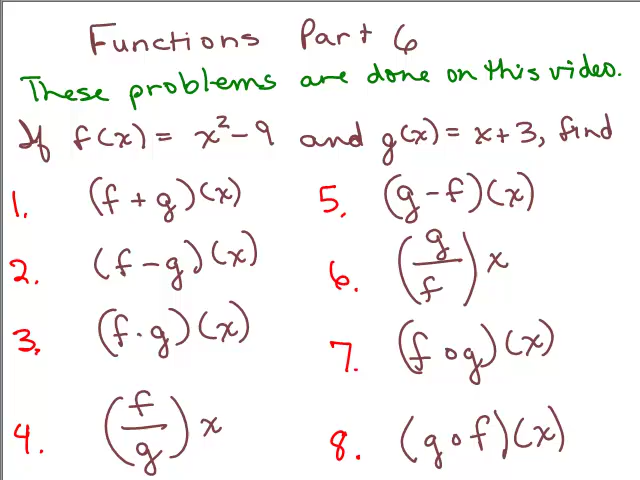 Functions Part 6
These problems are done on this video.
If f(x) = x² - 9 and g(x) = x + 3, find
1. (f + g)(x)
2. (f - g)(x)
3. (f · g)(x)
4. (f/g) x
5. (g - f)(x)
6. (g/f) x
7. (f ∘ g)(x)
8. (g ∘ f)(x)